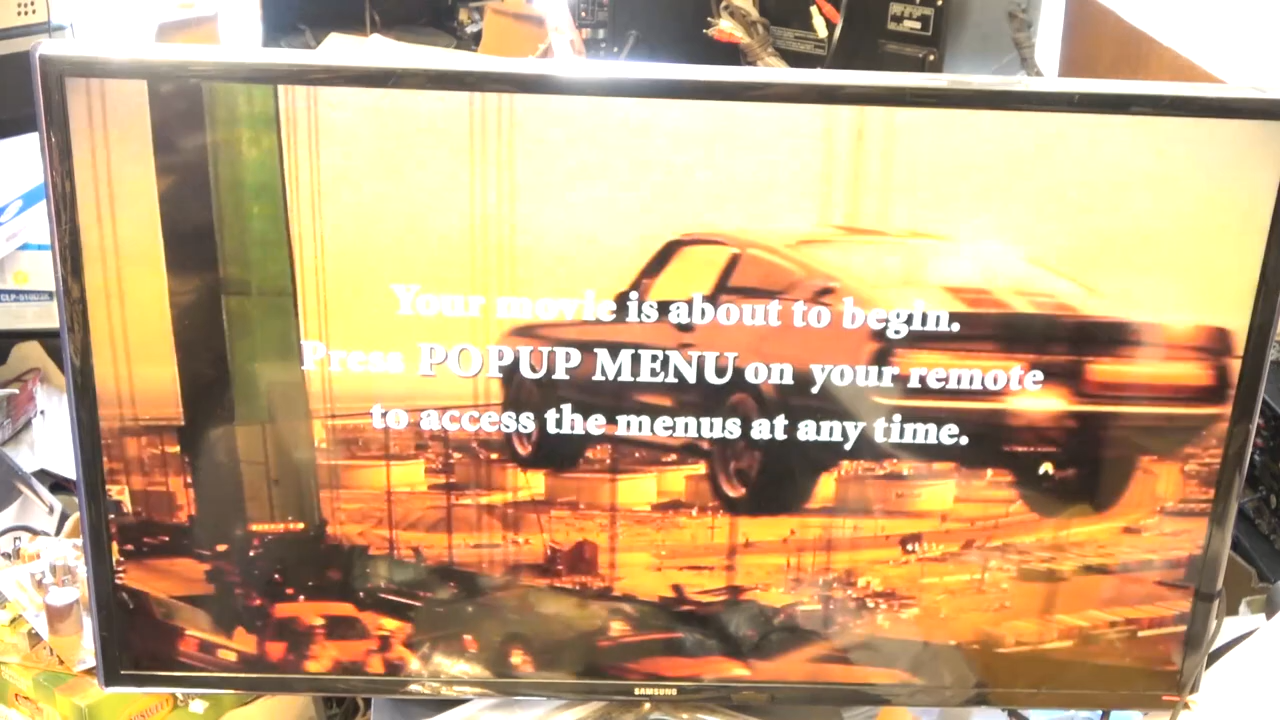 Your movie is about to begin.
Press POPUP MENU on your remote
to access the menus at any time.
SAMSUNG